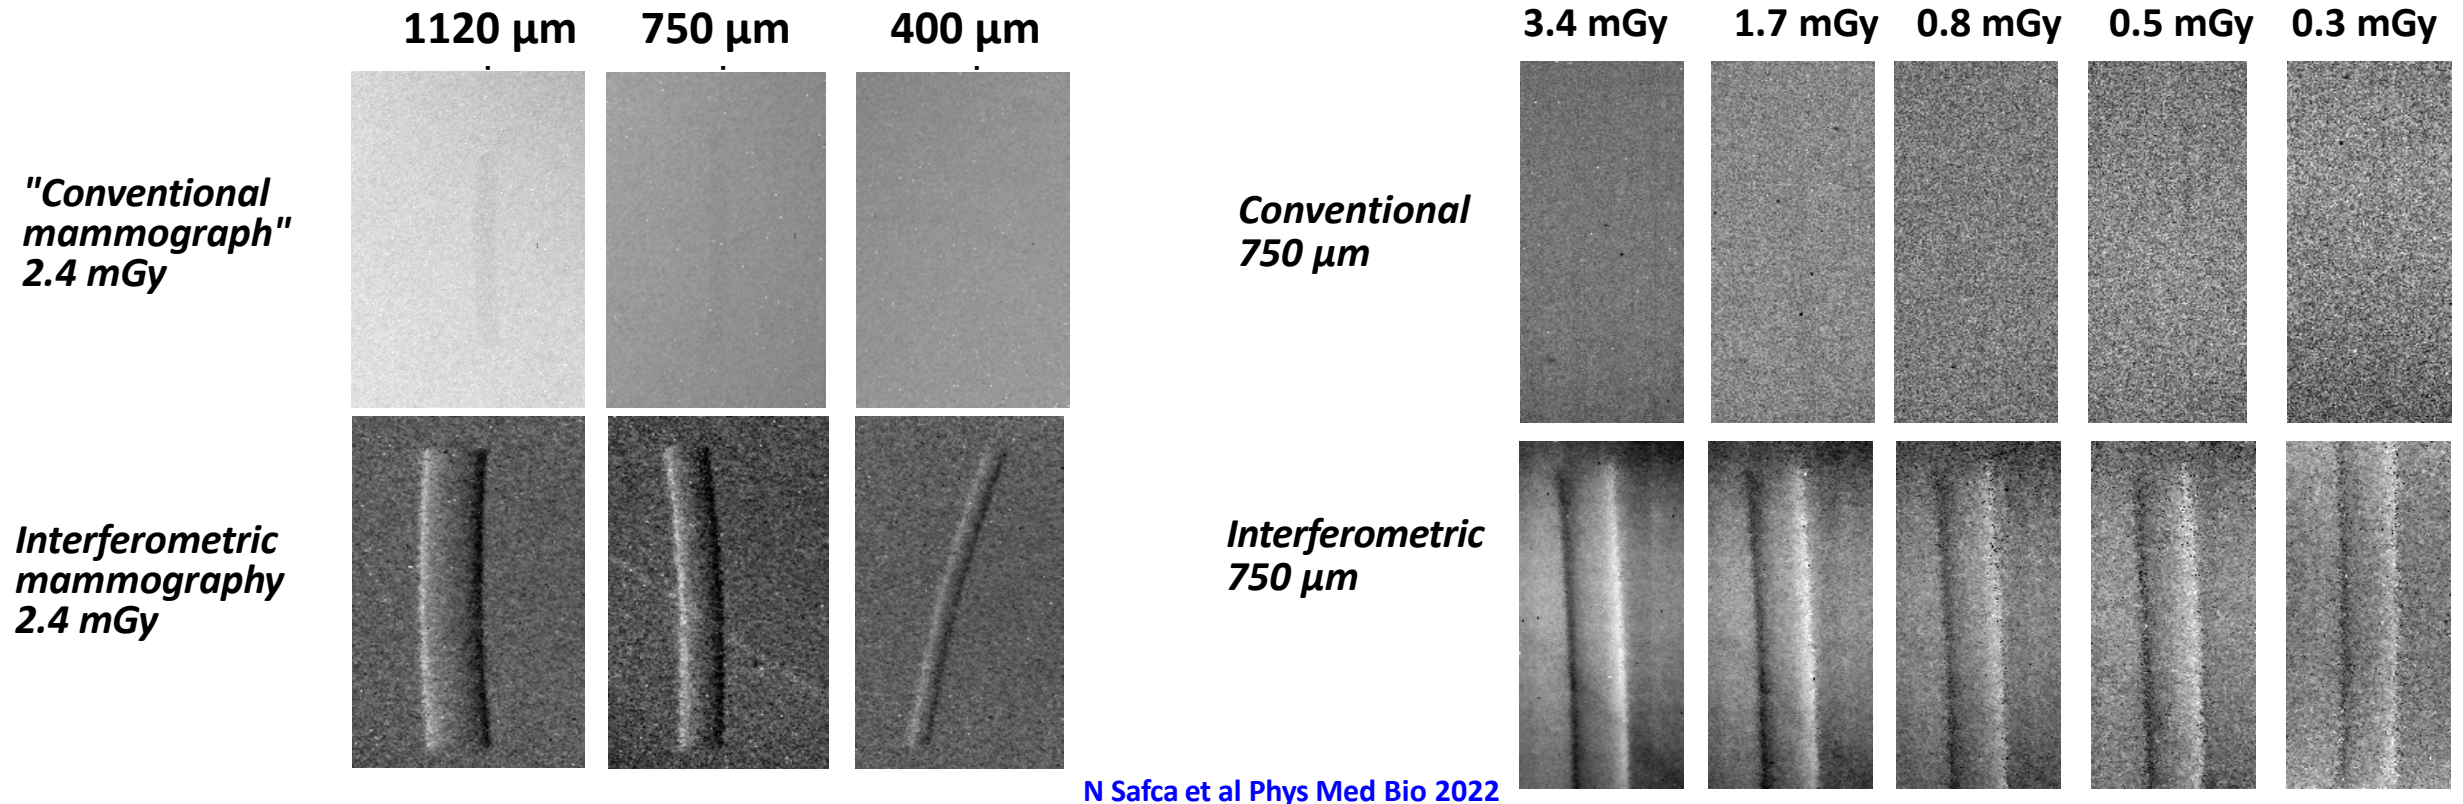 1120 µm 750 µm 400 µm
"Conventional
mammograph"
2.4 mGy
Interferometric
mammography
2.4 mGy
3.4 mGy 1.7 mGy 0.8 mGy 0.5 mGy 0.3 mGy
Conventional
750 µm
Interferometric
750 µm
N Safca et al Phys Med Bio 2022